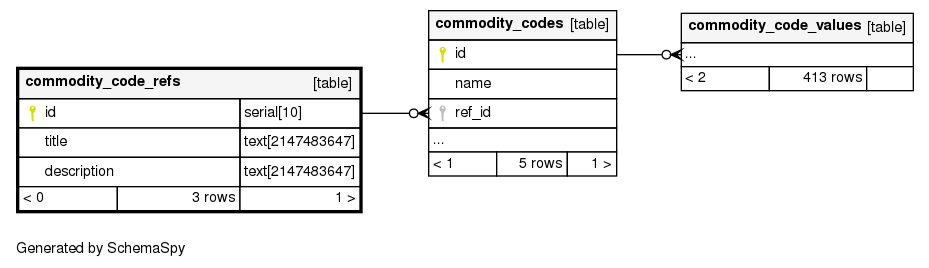 commodity_code_refs [table]
id serial[10]
title text[2147483647]
description text[2147483647]
< 0 3 rows 1 >
commodity_codes [table]
id
name
ref_id
...
< 1 5 rows 1 >
commodity_code_values [table]
...
< 2 413 rows
Generated by SchemaSpy